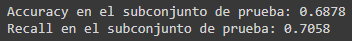 Accuracy en el subconjunto de prueba: 0.6878
Recall en el subconjunto de prueba: 0.7058